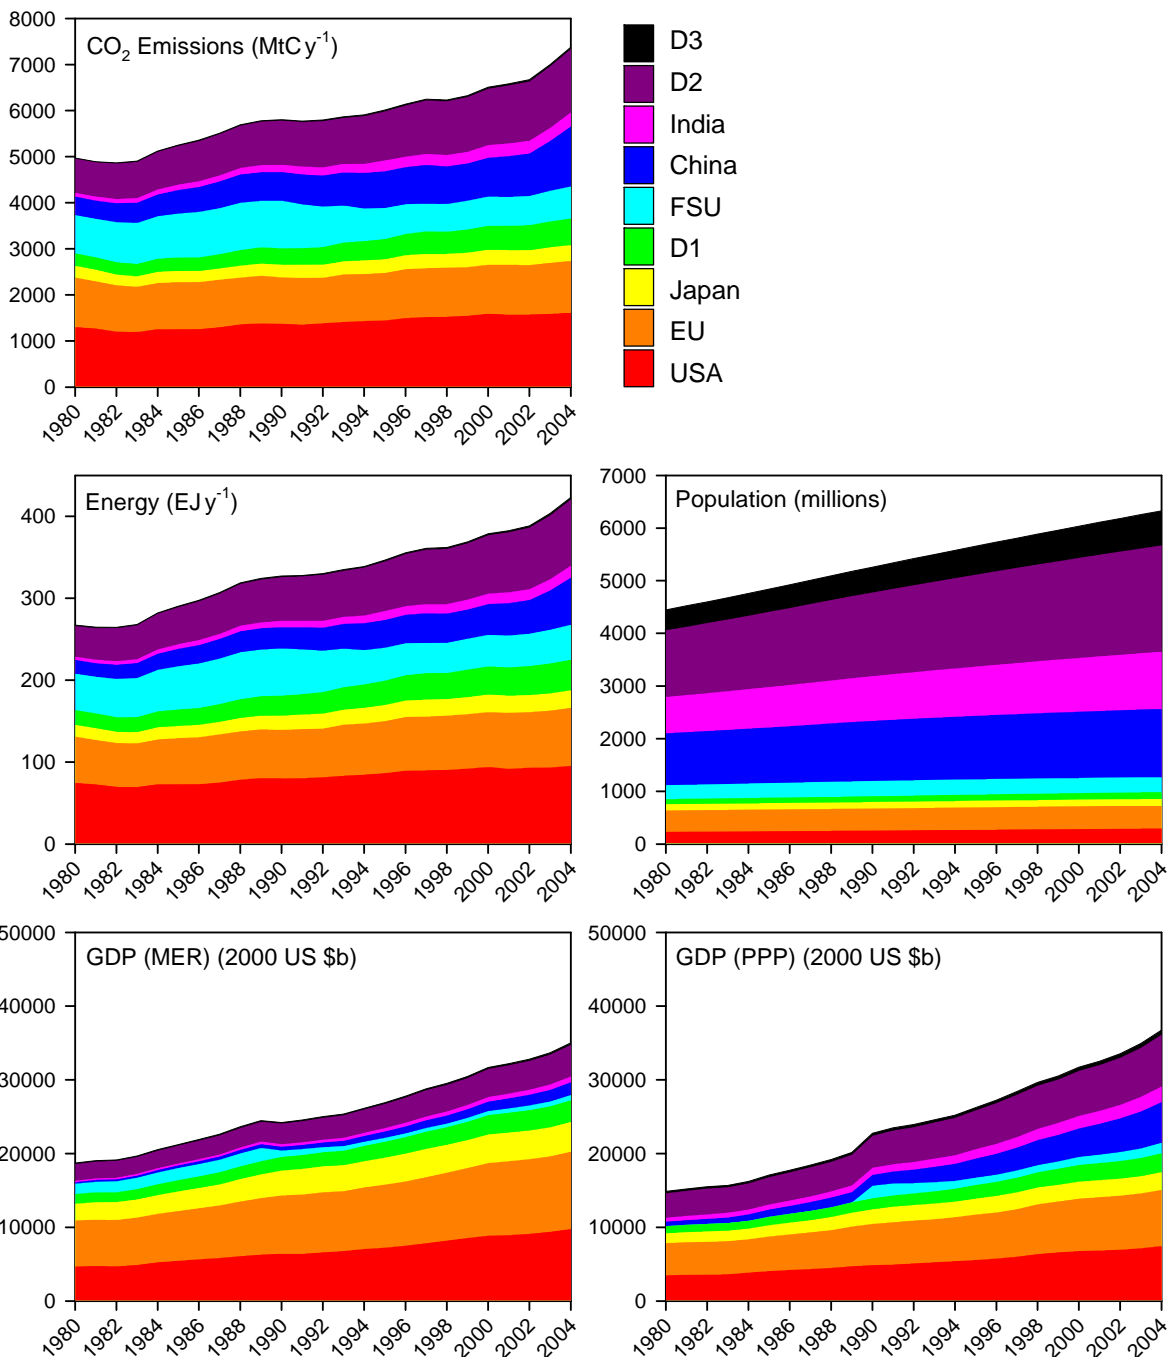 CO2 Emissions (MtC y-1)
8000
7000
6000
5000
4000
3000
2000
1000
0
1980 1982 1984 1986 1988 1990 1992 1994 1996 1998 2000 2002 2004
D3
D2
India
China
FSU
D1
Japan
EU
USA
Energy (EJ y-1)
400
300
200
100
0
1980 1982 1984 1986 1988 1990 1992 1994 1996 1998 2000 2002 2004
Population (millions)
7000
6000
5000
4000
3000
2000
1000
0
1980 1982 1984 1986 1988 1990 1992 1994 1996 1998 2000 2002 2004
GDP (MER) (2000 US $b)
50000
40000
30000
20000
10000
0
1980 1982 1984 1986 1988 1990 1992 1994 1996 1998 2000 2002 2004
GDP (PPP) (2000 US $b)
50000
40000
30000
20000
10000
0
1980 1982 1984 1986 1988 1990 1992 1994 1996 1998 2000 2002 2004